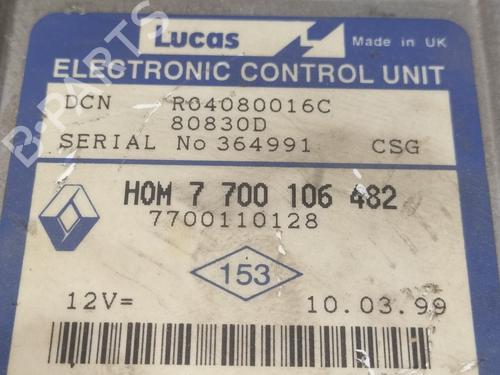 Lucas
Made in UK
ELECTRONIC CONTROL UNIT
DCN R04080016C
80830D
SERIAL No 364991 CSG
HOM 7 700 106 482
7700110128
153
12V= 10.03.99
B-PARTS